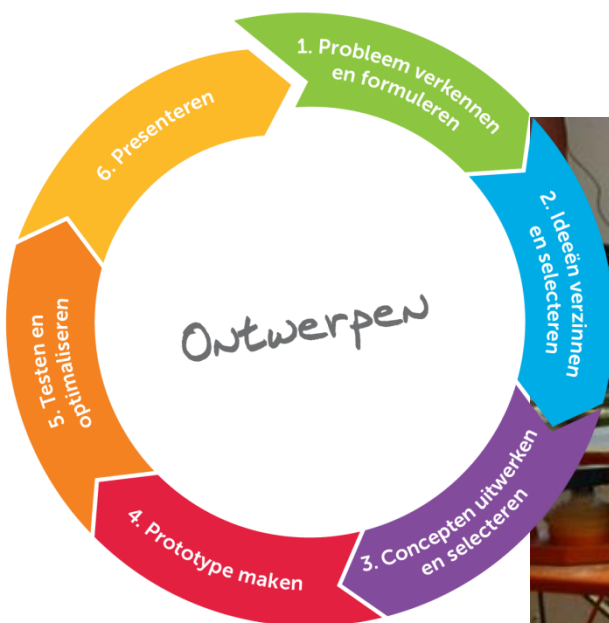 1. Probleem verkennen
en formuleren
2. Ideeën verzinnen
en selecteren
3. Concepten uitwerken
en selecteren
4. Prototype maken
5. Testen en
optimaliseren
6. Presenteren
Ontwerpen